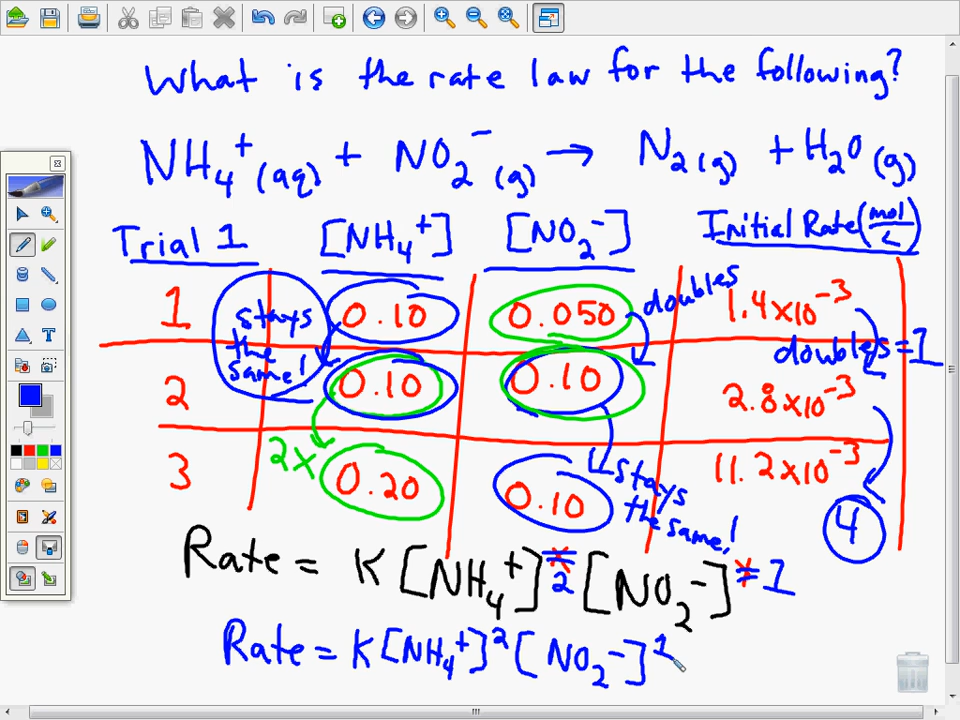 What is the rate law for the following?
NH4+ (aq) + NO2- (g) → N2 (g) + H2O (g)
Trial 1 [NH4+] [NO2-] Initial Rate (mol/L)
1 stays the same! 0.10 0.050 doubles 1.4x10-3
doubles = 1
2 0.10 0.10 2.8x10-3
3 2x 0.20 0.10 stays the same! 11.2x10-3
4
Rate = K[NH4+]x=2 [NO2-]y=1
Rate = K[NH4+]2 [NO2-]1
T